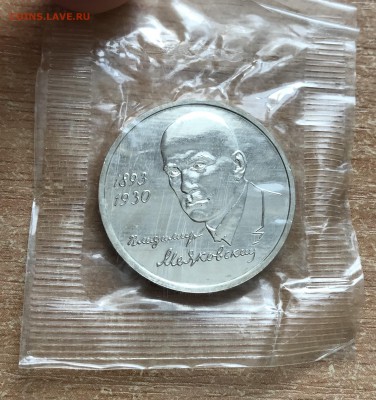 COINS.LAVE.RU
1893
1930
Владимир
Маяковский